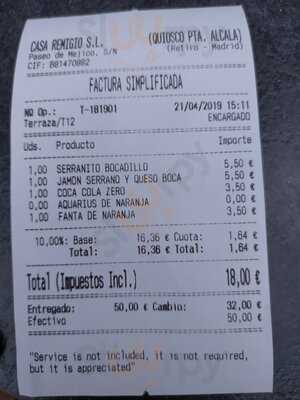 CASA REMIGIO S.L. (QUIOSCO PTA. ALCALA)
Paseo de Mejico, S/N (Retiro - Madrid)
CIF: B81470882
FACTURA SIMPLIFICADA
Nº Op.: T-181901 21/04/2019 15:11
Terraza/T12 ENCARGADO
Uds. Producto Importe
1,00 SERRANITO BOCADILLO 5,50 €
1,00 JAMON SERRANO Y QUESO BOCA 5,50 €
1,00 COCA COLA ZERO 3,50 €
0,00 AQUARIUS DE NARANJA 0,00 €
1,00 FANTA DE NARANJA 3,50 €
10,00% Base: 16,36 € Cuota: 1,64 €
Total: 16,36 € Total: 1,64 €
Total (Impuestos Incl.) 18,00 €
Entregado: 50,00 € Cambio: 32,00 €
Efectivo 50,00 €
"Service is not included, it is not required,
but it is appreciated"